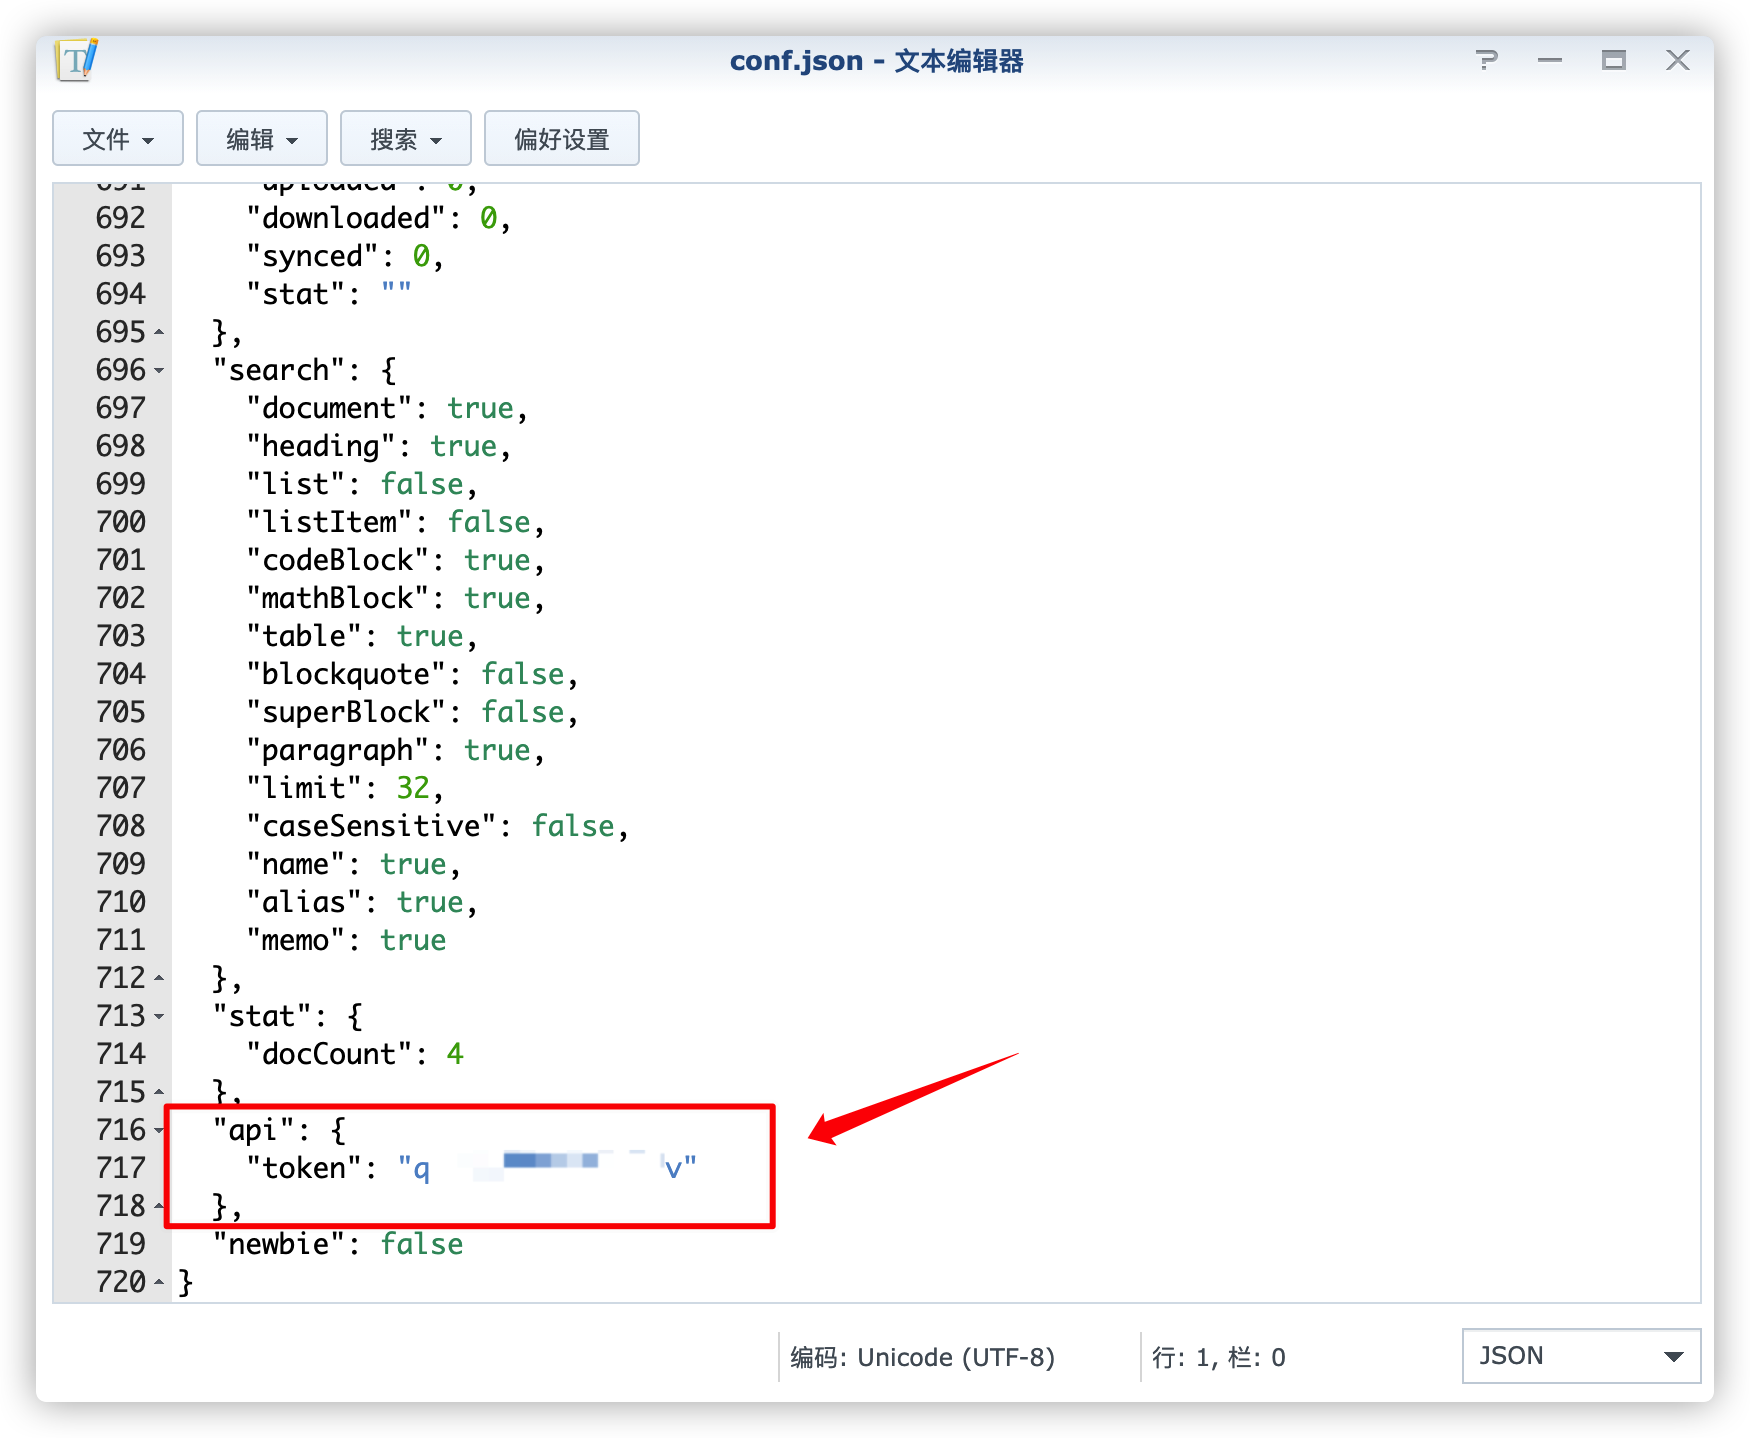 conf.json - 文本编辑器
文件 编辑 搜索 偏好设置
691 "uploaded": 0,
692 "downloaded": 0,
693 "synced": 0,
694 "stat": ""
695 },
696 "search": {
697 "document": true,
698 "heading": true,
699 "list": false,
700 "listItem": false,
701 "codeBlock": true,
702 "mathBlock": true,
703 "table": true,
704 "blockquote": false,
705 "superBlock": false,
706 "paragraph": true,
707 "limit": 32,
708 "caseSensitive": false,
709 "name": true,
710 "alias": true,
711 "memo": true
712 },
713 "stat": {
714 "docCount": 4
715 },
716 "api": {
717 "token": "q v"
718 },
719 "newbie": false
720 }
编码: Unicode (UTF-8) 行: 1, 栏: 0 JSON